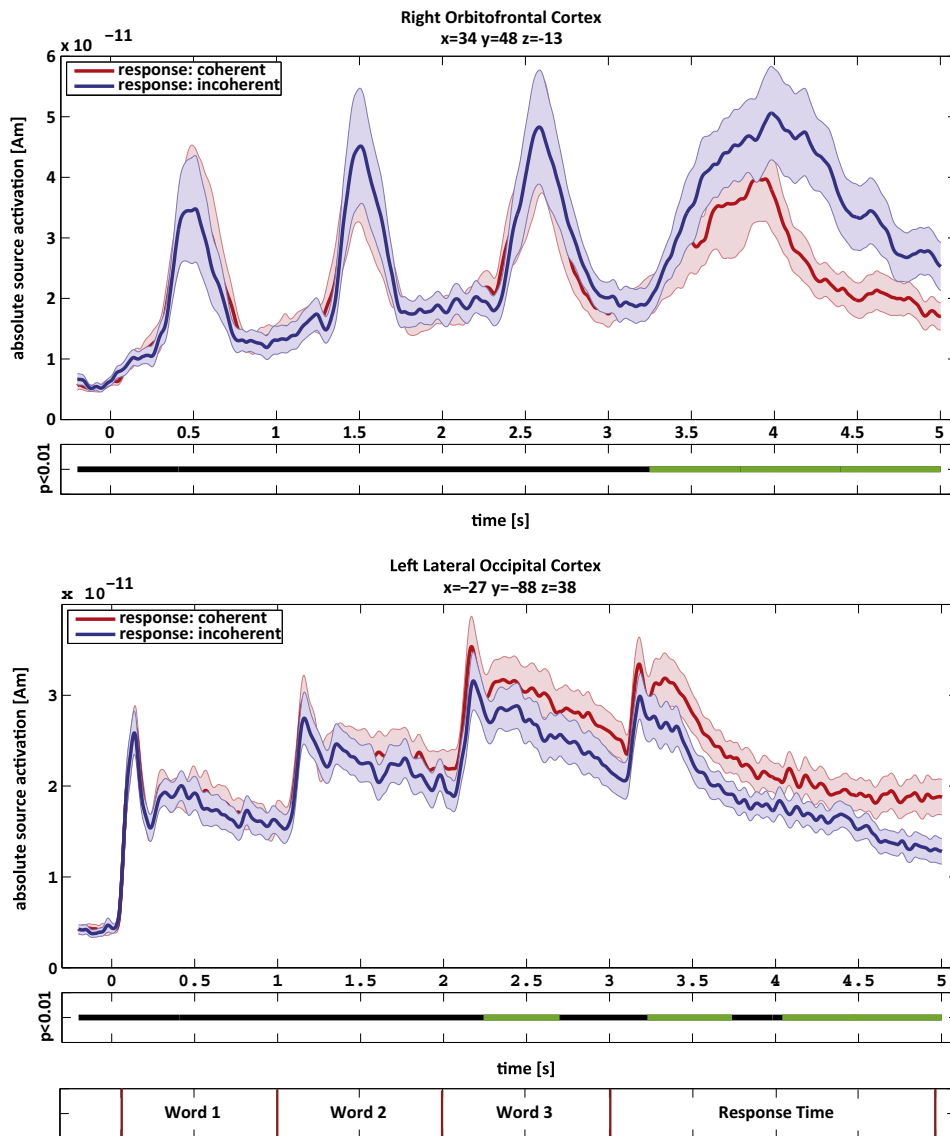 Right Orbitofrontal Cortex
x=34 y=48 z=-13
x 10 −11
response: coherent
response: incoherent
absolute source activation [Am]
6
5
4
3
2
1
0
0 0.5 1 1.5 2 2.5 3 3.5 4 4.5 5
p<0.01
time [s]
Left Lateral Occipital Cortex
x=−27 y=−88 z=38
x 10 −11
response: coherent
response: incoherent
absolute source activation [Am]
3
2
1
0
0 0.5 1 1.5 2 2.5 3 3.5 4 4.5 5
p<0.01
time [s]
Word 1 Word 2 Word 3 Response Time